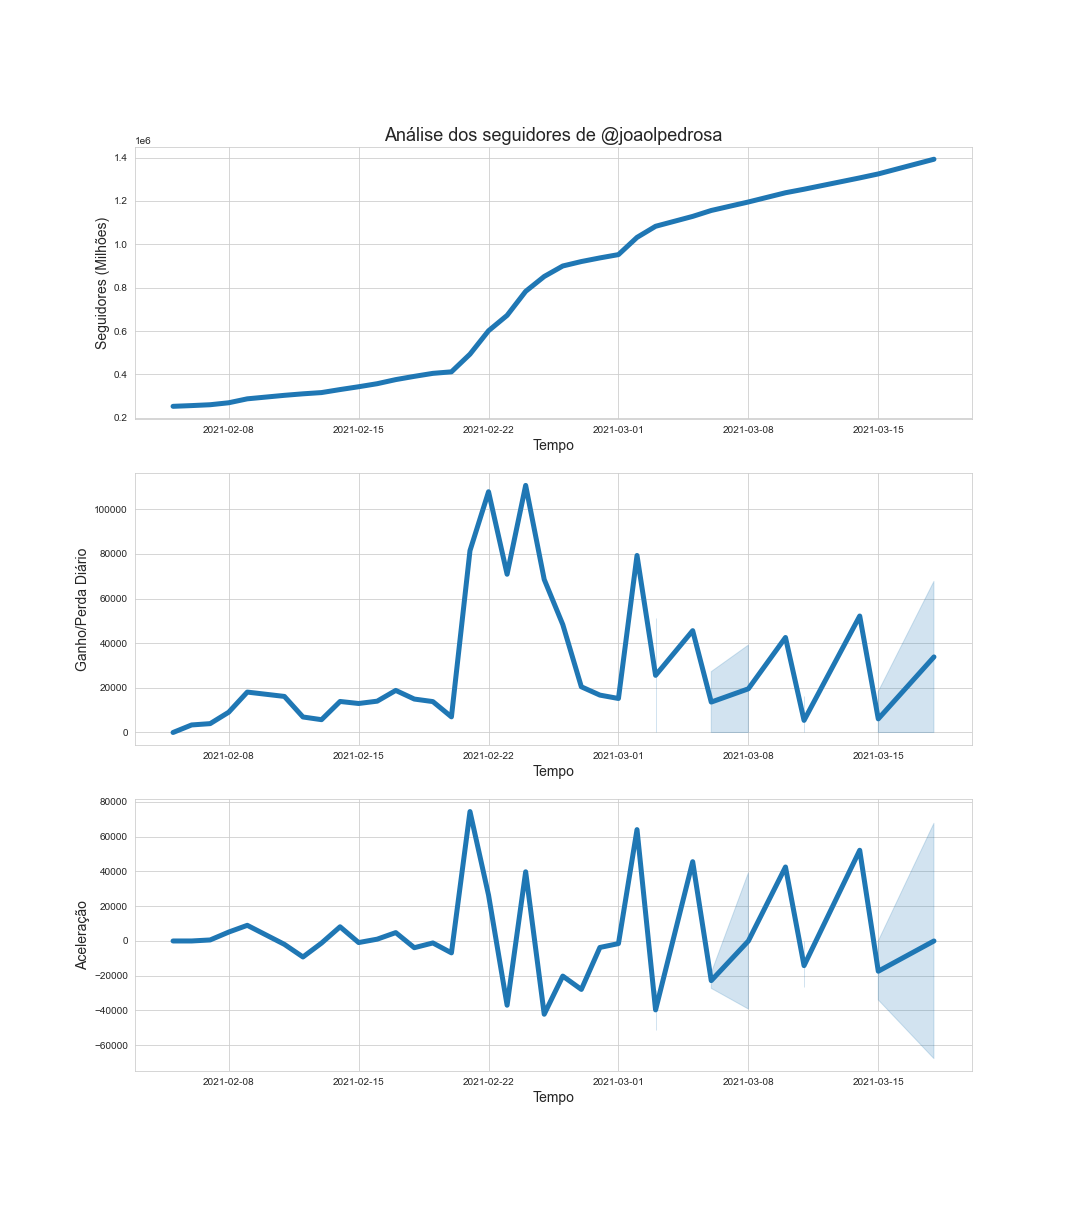 Análise dos seguidores de @joaolpedrosa
1e6
1.4
1.2
1.0
0.8
0.6
0.4
0.2
Seguidores (Milhões)
2021-02-08 2021-02-15 2021-02-22 2021-03-01 2021-03-08 2021-03-15
Tempo
100000
80000
60000
40000
20000
0
Ganho/Perda Diário
2021-02-08 2021-02-15 2021-02-22 2021-03-01 2021-03-08 2021-03-15
Tempo
80000
60000
40000
20000
0
−20000
−40000
−60000
Aceleração
2021-02-08 2021-02-15 2021-02-22 2021-03-01 2021-03-08 2021-03-15
Tempo